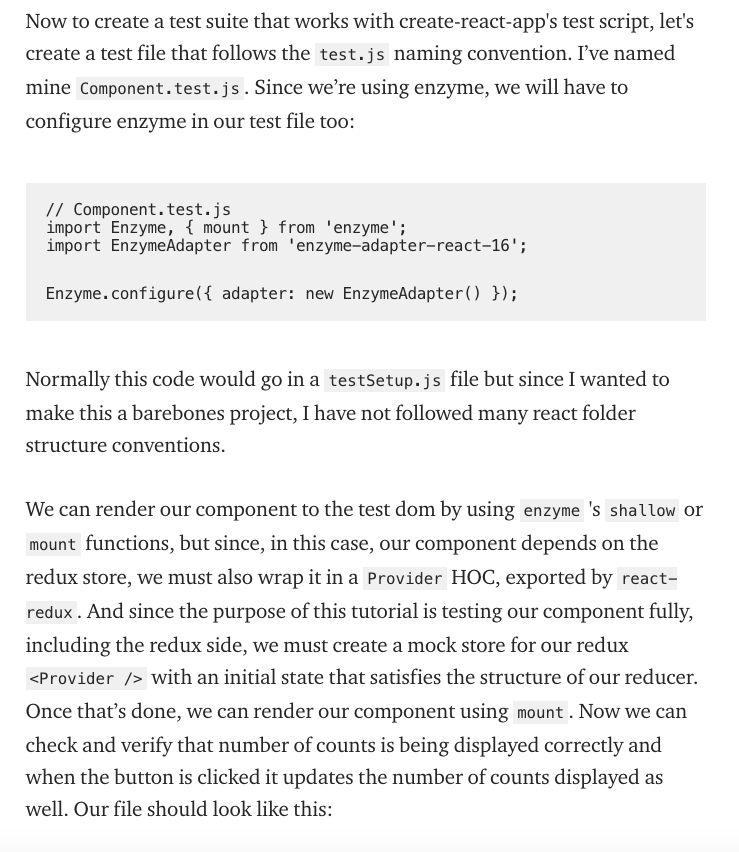 Now to create a test suite that works with create-react-app's test script, let's
create a test file that follows the test.js naming convention. I’ve named
mine Component.test.js. Since we’re using enzyme, we will have to
configure enzyme in our test file too:
// Component.test.js
import Enzyme, { mount } from 'enzyme';
import EnzymeAdapter from 'enzyme-adapter-react-16';
Enzyme.configure({ adapter: new EnzymeAdapter() });
Normally this code would go in a testSetup.js file but since I wanted to
make this a barebones project, I have not followed many react folder
structure conventions.
We can render our component to the test dom by using enzyme 's shallow or
mount functions, but since, in this case, our component depends on the
redux store, we must also wrap it in a Provider HOC, exported by react-
redux. And since the purpose of this tutorial is testing our component fully,
including the redux side, we must create a mock store for our redux
<Provider /> with an initial state that satisfies the structure of our reducer.
Once that’s done, we can render our component using mount. Now we can
check and verify that number of counts is being displayed correctly and
when the button is clicked it updates the number of counts displayed as
well. Our file should look like this: